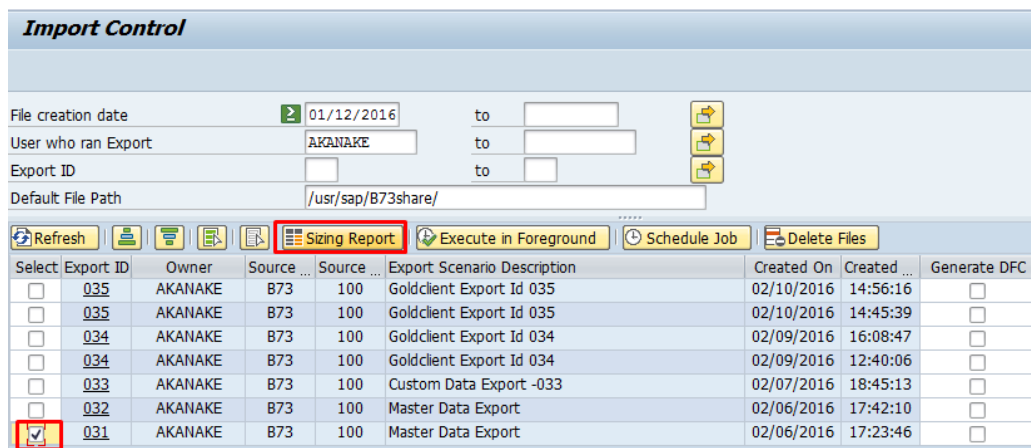 Import Control
File creation date ≥ 01/12/2016 to
User who ran Export AKANAKE to
Export ID to
Default File Path /usr/sap/B73share/
Refresh Sizing Report Execute in Foreground Schedule Job Delete Files
Select Export ID Owner Source ... Source ... Export Scenario Description Created On Created ... Generate DFC
035 AKANAKE B73 100 Goldclient Export Id 035 02/10/2016 14:56:16
035 AKANAKE B73 100 Goldclient Export Id 035 02/10/2016 14:45:39
034 AKANAKE B73 100 Goldclient Export Id 034 02/09/2016 16:08:47
034 AKANAKE B73 100 Goldclient Export Id 034 02/09/2016 12:40:06
033 AKANAKE B73 100 Custom Data Export -033 02/07/2016 18:45:13
032 AKANAKE B73 100 Master Data Export 02/06/2016 17:42:10
031 AKANAKE B73 100 Master Data Export 02/06/2016 17:23:46